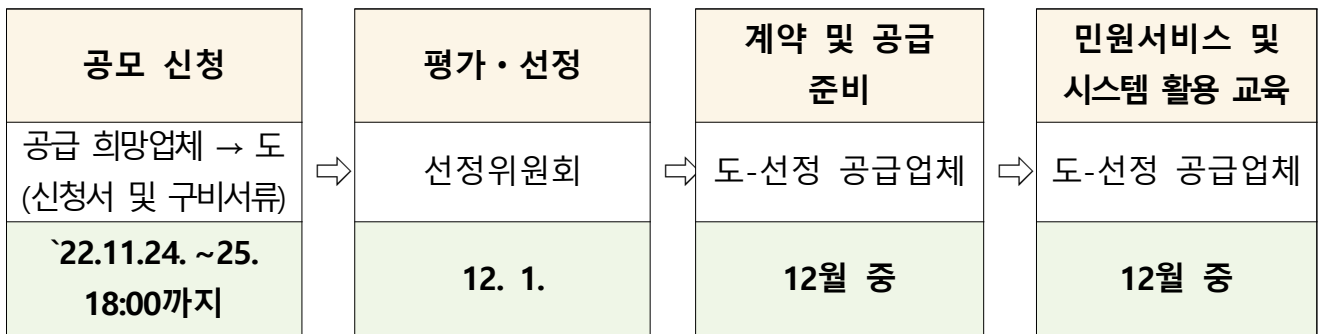 공모 신청
공급 희망업체 → 도
(신청서 및 구비서류)
`22.11.24. ~25.
18:00까지
⇨
평가・선정
선정위원회
12. 1.
⇨
계약 및 공급
준비
도-선정 공급업체
12월 중
⇨
민원서비스 및
시스템 활용 교육
도-선정 공급업체
12월 중